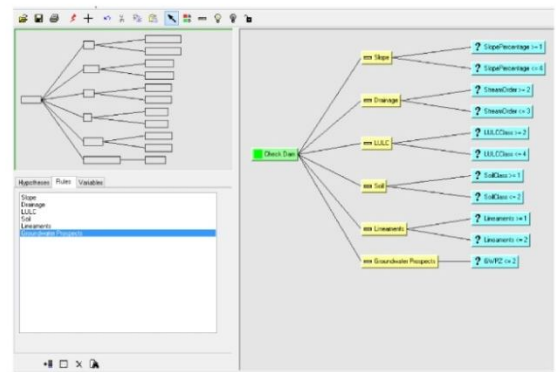 Hypotheses Rules Variables
Slope
Drainage
LULC
Soil
Lineaments
Groundwater Prospects
Check Dam
Slope
Drainage
LULC
Soil
Lineaments
Groundwater Prospects
? SlopePercentage >= 1
? SlopePercentage <= 4
? StreamOrder >= 2
? StreamOrder <= 3
? LULCClass >= 2
? LULCClass <= 4
? SoilClass >= 1
? SoilClass <= 2
? Lineaments >= 1
? Lineaments <= 2
? GWPZ <= 2